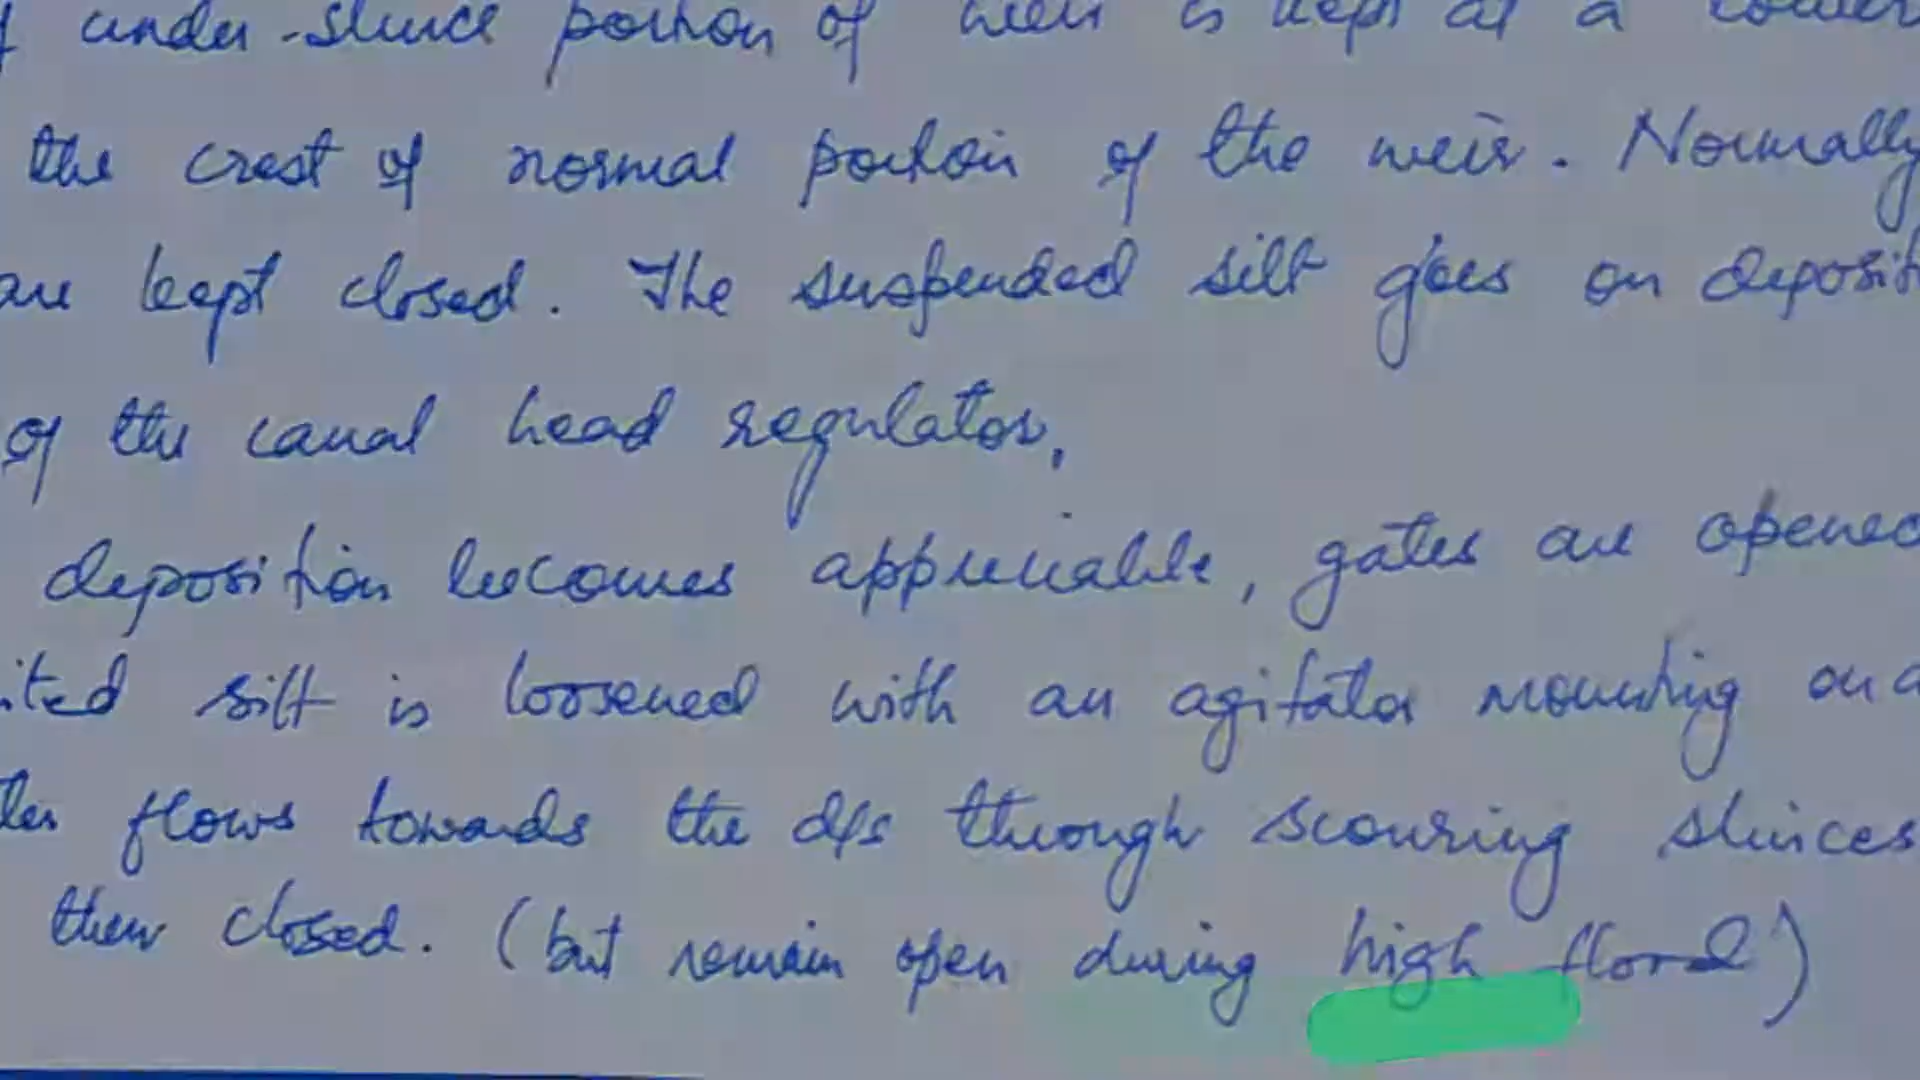 of under-sluice portion of weir is kept at a lower
the crest of normal portion of the weir. Normally
are kept closed. The suspended silt goes on deposit
of the canal head regulator,
deposition becomes appreciable, gates are opened
ited silt is loosened with an agitator mounting on a
flows towards the d/s through scouring sluices
then closed. (but remain open during high flood)